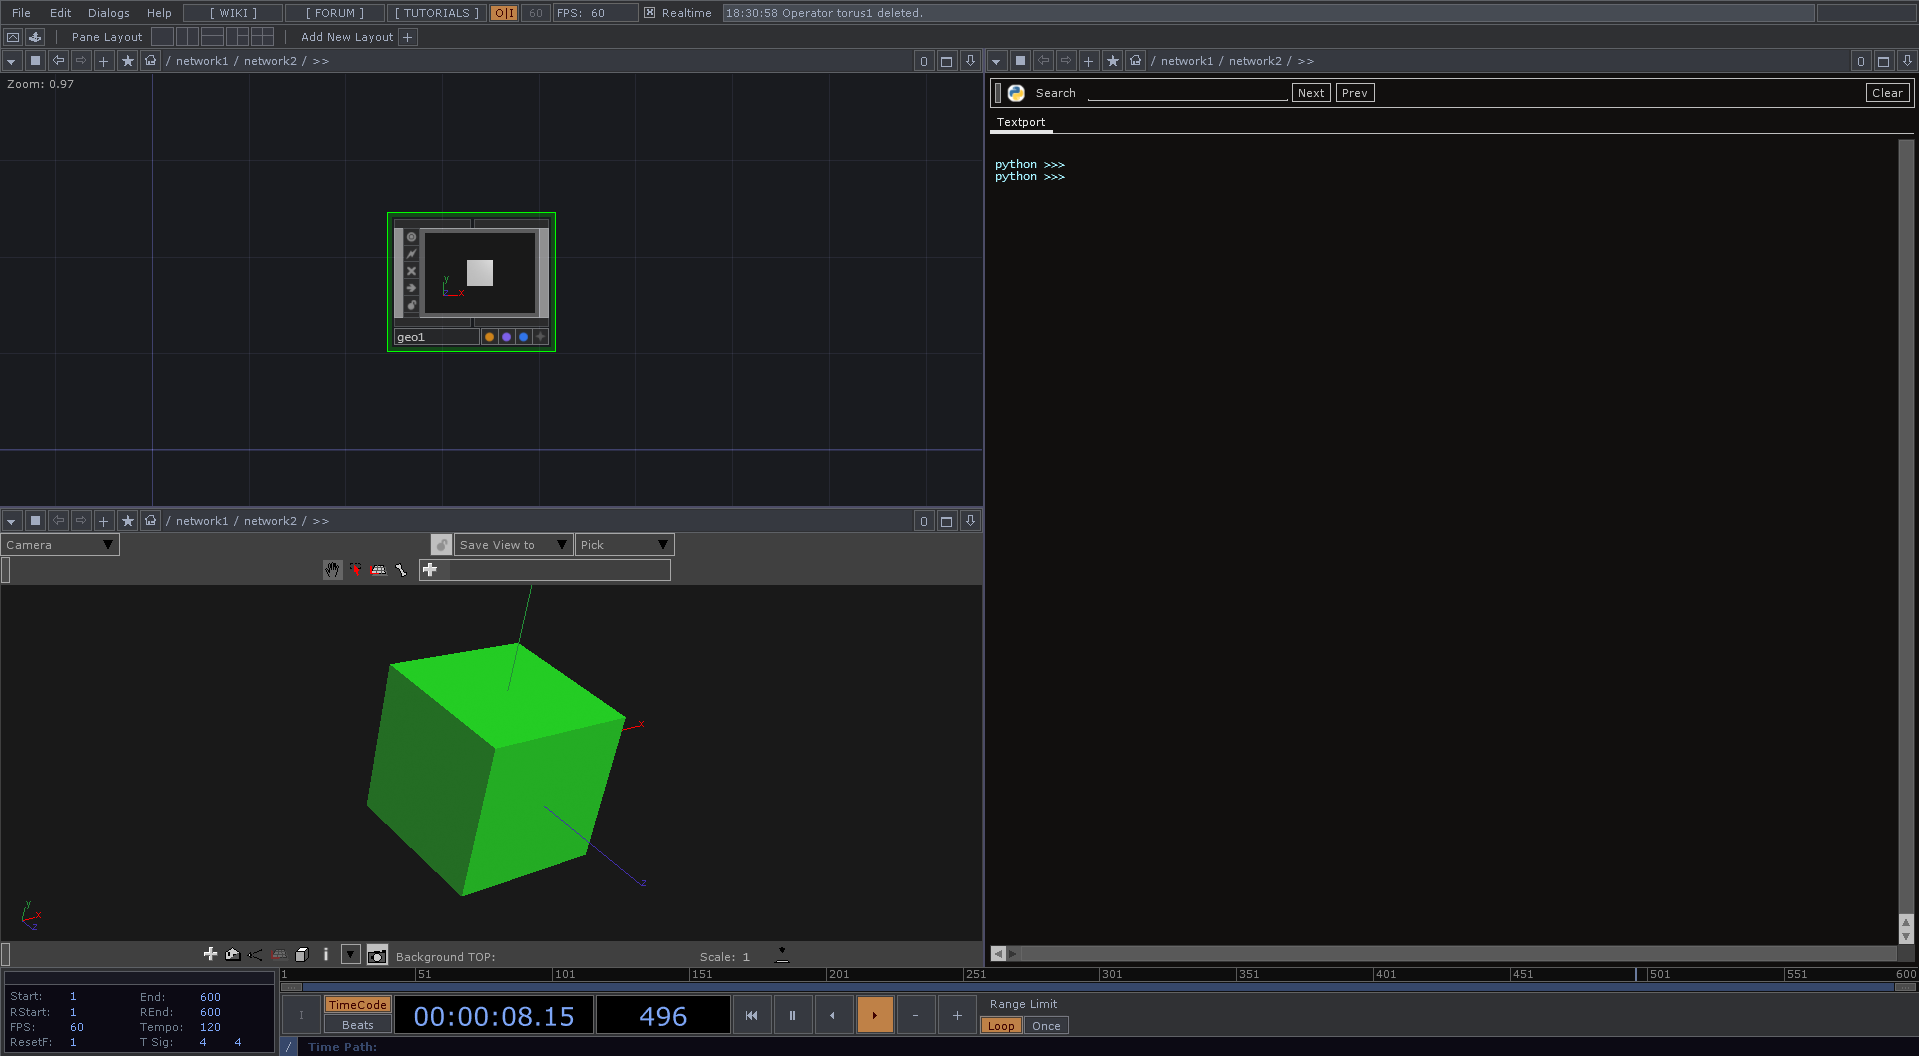 File Edit Dialogs Help [ WIKI ] [ FORUM ] [ TUTORIALS ] O|I 60 FPS: 60 Realtime 18:30:58 Operator torus1 deleted.
Pane Layout Add New Layout +
/ network1 / network2 / >> 0
/ network1 / network2 / >> 0
Zoom: 0.97
Search Next Prev Clear
Textport
python >>>
python >>>
y
z x
geo1
/ network1 / network2 / >> 0
Camera Save View to Pick
x
z
y
x
z
Background TOP: Scale: 1
1 51 101 151 201 251 301 351 401 451 501 551 600
Start: 1 End: 600
RStart: 1 REnd: 600
FPS: 60 Tempo: 120
ResetF: 1 T Sig: 4 4
I TimeCode Beats 00:00:08.15 496 - +
Range Limit
Loop Once
/ Time Path: